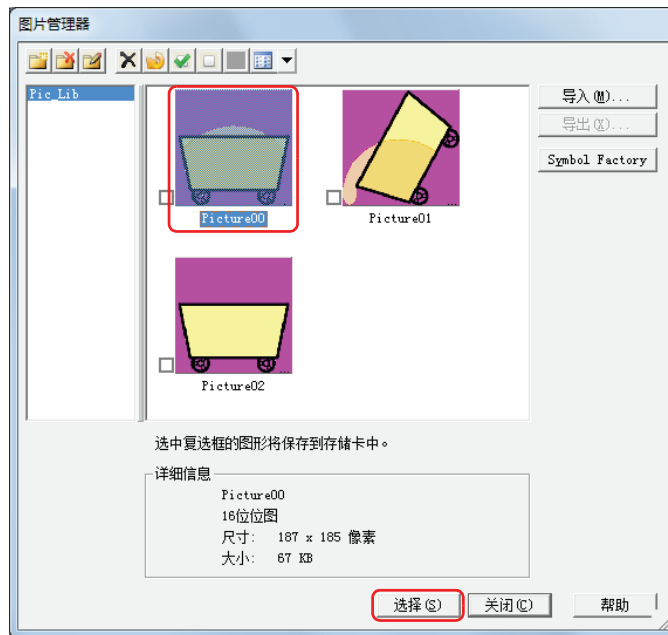 图片管理器
Pic_Lib
导入(M)...
导出(X)...
Symbol Factory
Picture00
Picture01
Picture02
选中复选框的图形将保存到存储卡中。
详细信息
Picture00
16位位图
尺寸: 187 x 185 像素
大小: 67 KB
选择(S)
关闭(C)
帮助